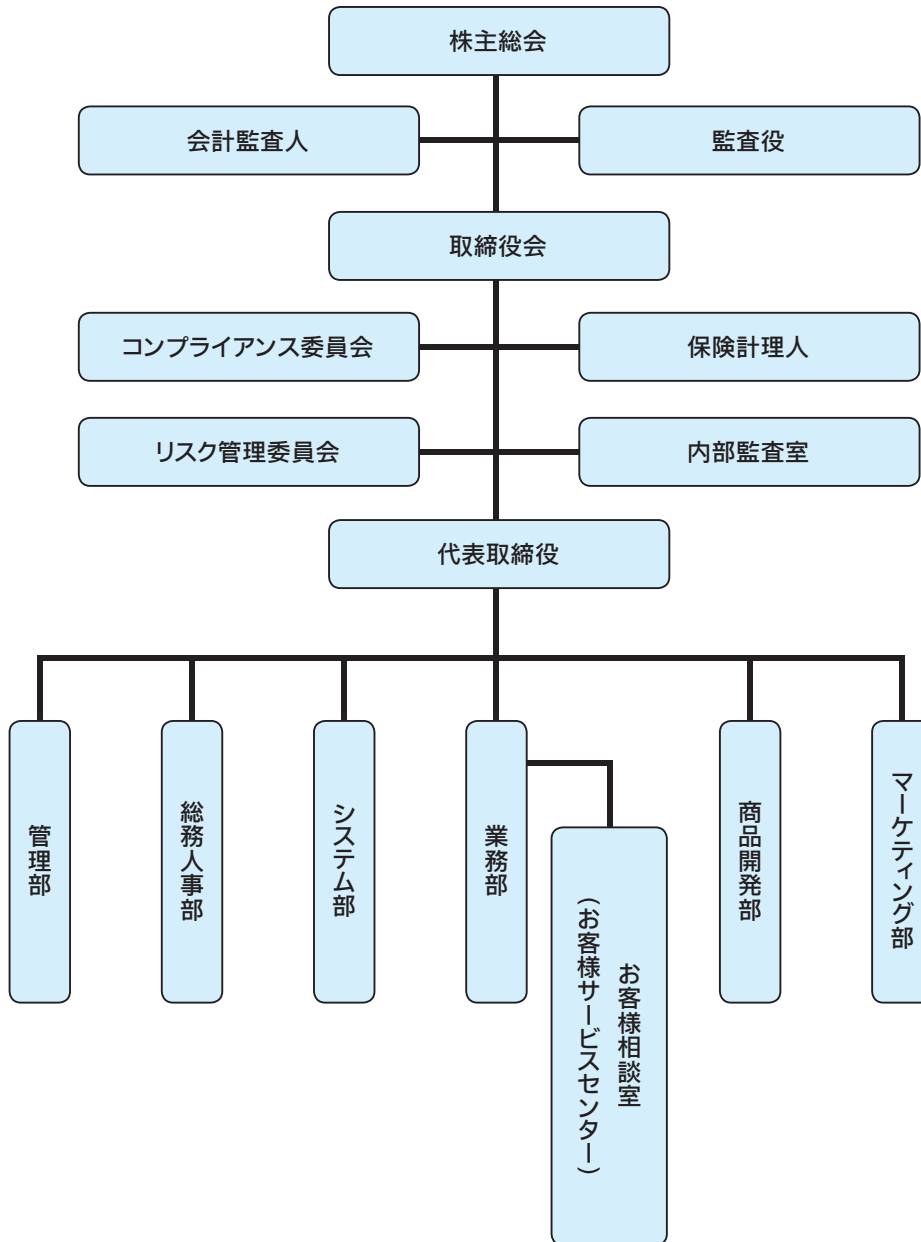 株主総会
会計監査人
監査役
取締役会
コンプライアンス委員会
保険計理人
リスク管理委員会
内部監査室
代表取締役
管理部
総務人事部
システム部
業務部
お客様相談室
(お客様サービスセンター)
商品開発部
マーケティング部